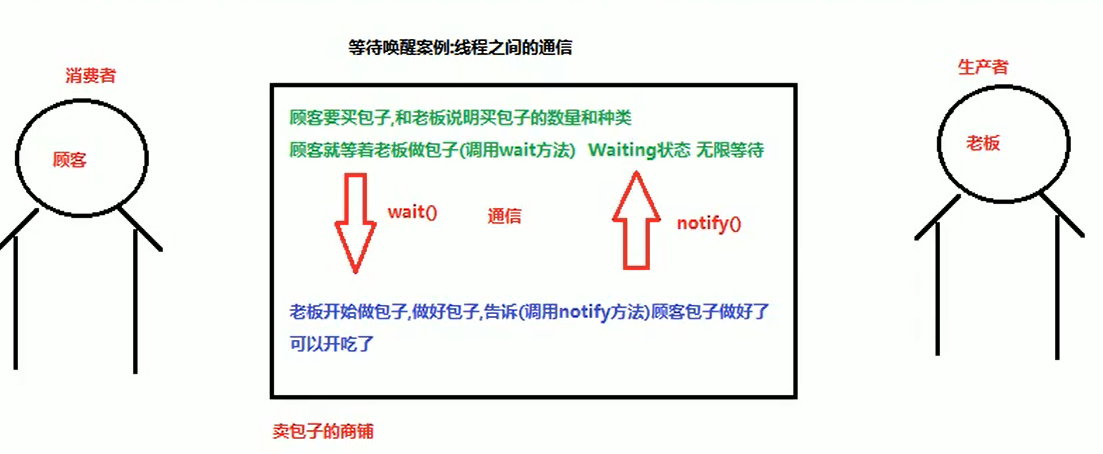 等待唤醒案例:线程之间的通信
消费者
生产者
顾客
老板
顾客要买包子,和老板说明买包子的数量和种类
顾客就等着老板做包子(调用wait方法) Waiting状态 无限等待
wait()
通信
notify()
老板开始做包子,做好包子,告诉(调用notify方法)顾客包子做好了
可以开吃了
卖包子的商铺